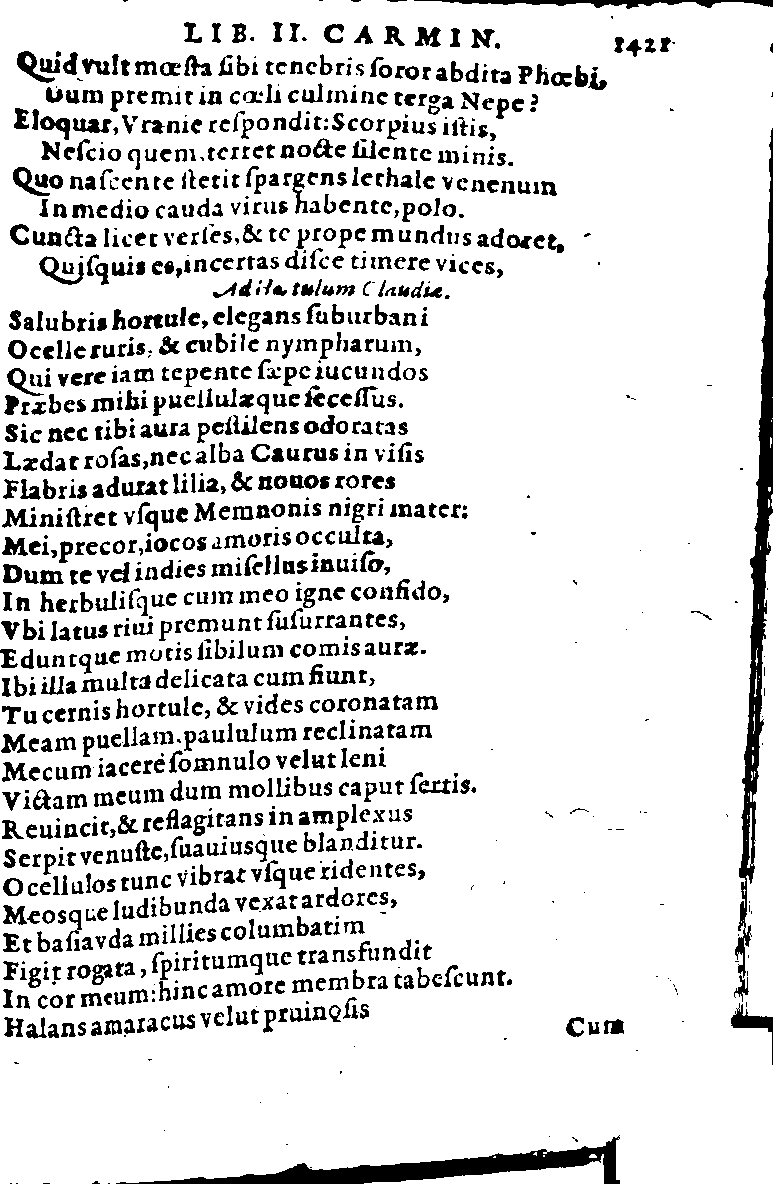 LIB. II. CARMIN. 1421
Quid vult mœsta sibi tenebris soror abdita Phœbi,
Dum premit in cœli culmine terga Nepe?
Eloquar, Vranie respondit: Scorpius istis,
Nescio quem, terret nocte silente minis.
Quo nascente stetit spargens lethale venenum
In medio cauda virus habente, polo.
Cuncta licet verses, & te prope mundus adoret,
Quisquis es, incertas disce timere vices,
Claudiæ.
Salubris hortule, elegans suburbani
Ocelle ruris, & cubile nympharum,
Qui vere iam tepente sæpe iucundos
Præbes mihi puellulæque secessus.
Sic nec tibi aura pestilens odoratas
Lædat rosas, nec alba Caurus in visis
Flabris adurat lilia, & nouos rores
Ministret vsque Memnonis nigri mater:
Mei, precor, iocos amoris occulta,
Dum te vel indies misellus inuiso,
In herbulisque cum meo igne confido,
Vbi latus riui premunt susurrantes,
Eduntque motis sibilum comis auræ.
Ibi illa multa delicata cum fiunt,
Tu cernis hortule, & vides coronatam
Meam puellam, paululum reclinatam
Mecum iacere somnulo velut leni
Victam meum dum mollibus caput sertis.
Reuincit, & reflagitans in amplexus
Serpit venuste, suauiusque blanditur.
Ocellulos tunc vibrat vsque ridentes,
Meosque ludibunda vexat ardores,
Et basiavda millies columbatim
Figit rogata, spiritumque transfundit
In cor meum: hinc amore membra tabescunt.
Halans amaracus velut pruinosis
Cum